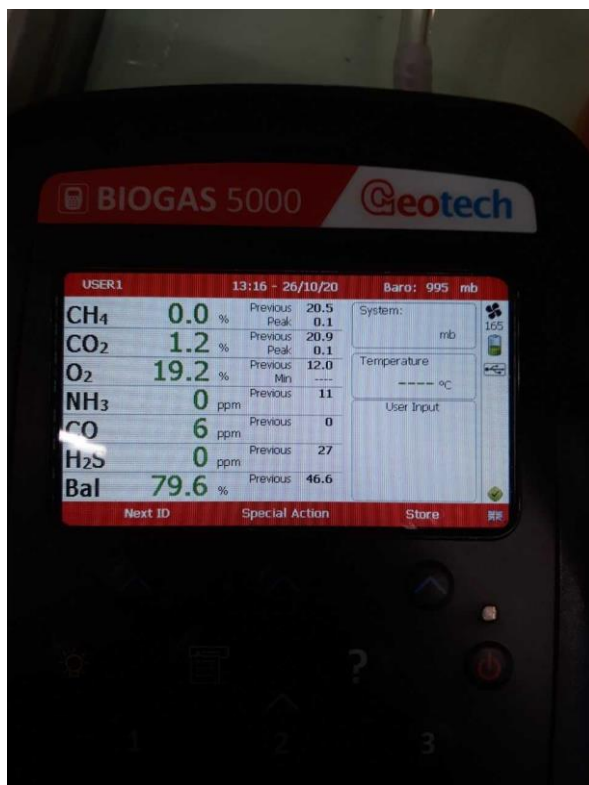 BIOGAS 5000 Geotech
USER1 13:16 - 26/10/20 Baro: 995 mb
CH4 0.0 % Previous 20.5
Peak 0.1
CO2 1.2 % Previous 20.9
Peak 0.1
O2 19.2 % Previous 12.0
Min ----
NH3 0 ppm Previous 11
CO 6 ppm Previous 0
H2S 0 ppm Previous 27
Bal 79.6 % Previous 46.6
System:
mb
Temperature
---- °C
User Input
165
Next ID Special Action Store
?
1 2 3